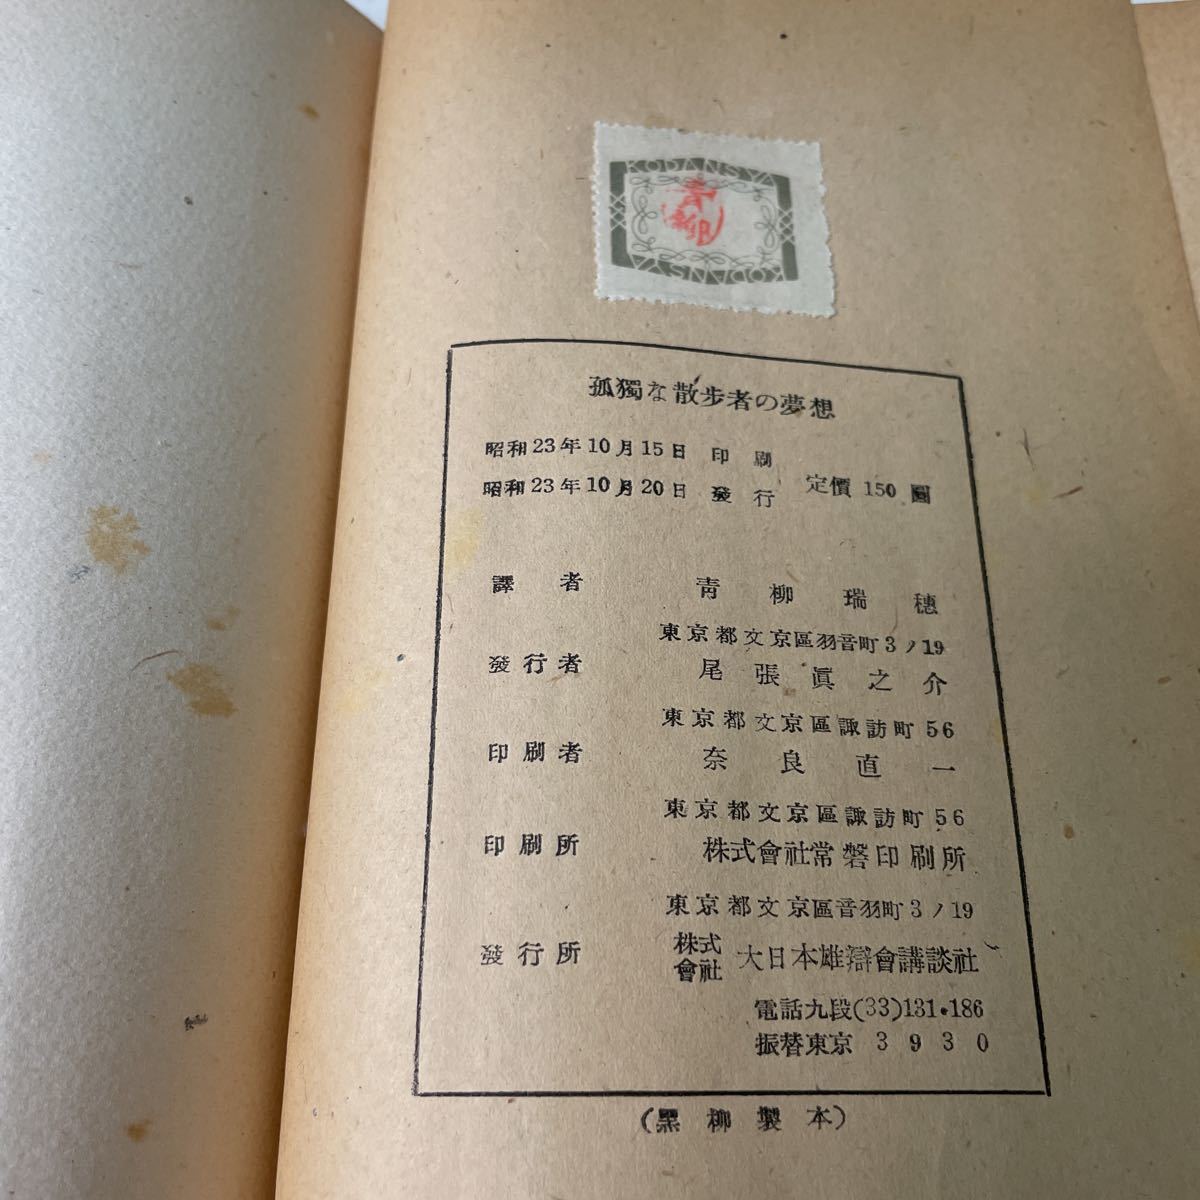 KODANSYA
青柳
KODANSYA
孤獨な散步者の夢想
昭和23年10月15日 印刷
昭和23年10月20日 發行 定價 150 圓
譯者 青柳瑞穗
東京都文京區羽音町3ノ19
發行者 尾張眞之介
東京都文京區諏訪町56
印刷者 奈良直一
東京都文京區諏訪町56
印刷所 株式會社常磐印刷所
東京都文京區音羽町3ノ19
發行所 株式會社 大日本雄辯會講談社
電話九段(33)131・186
振替東京 3930
(黑柳製本)